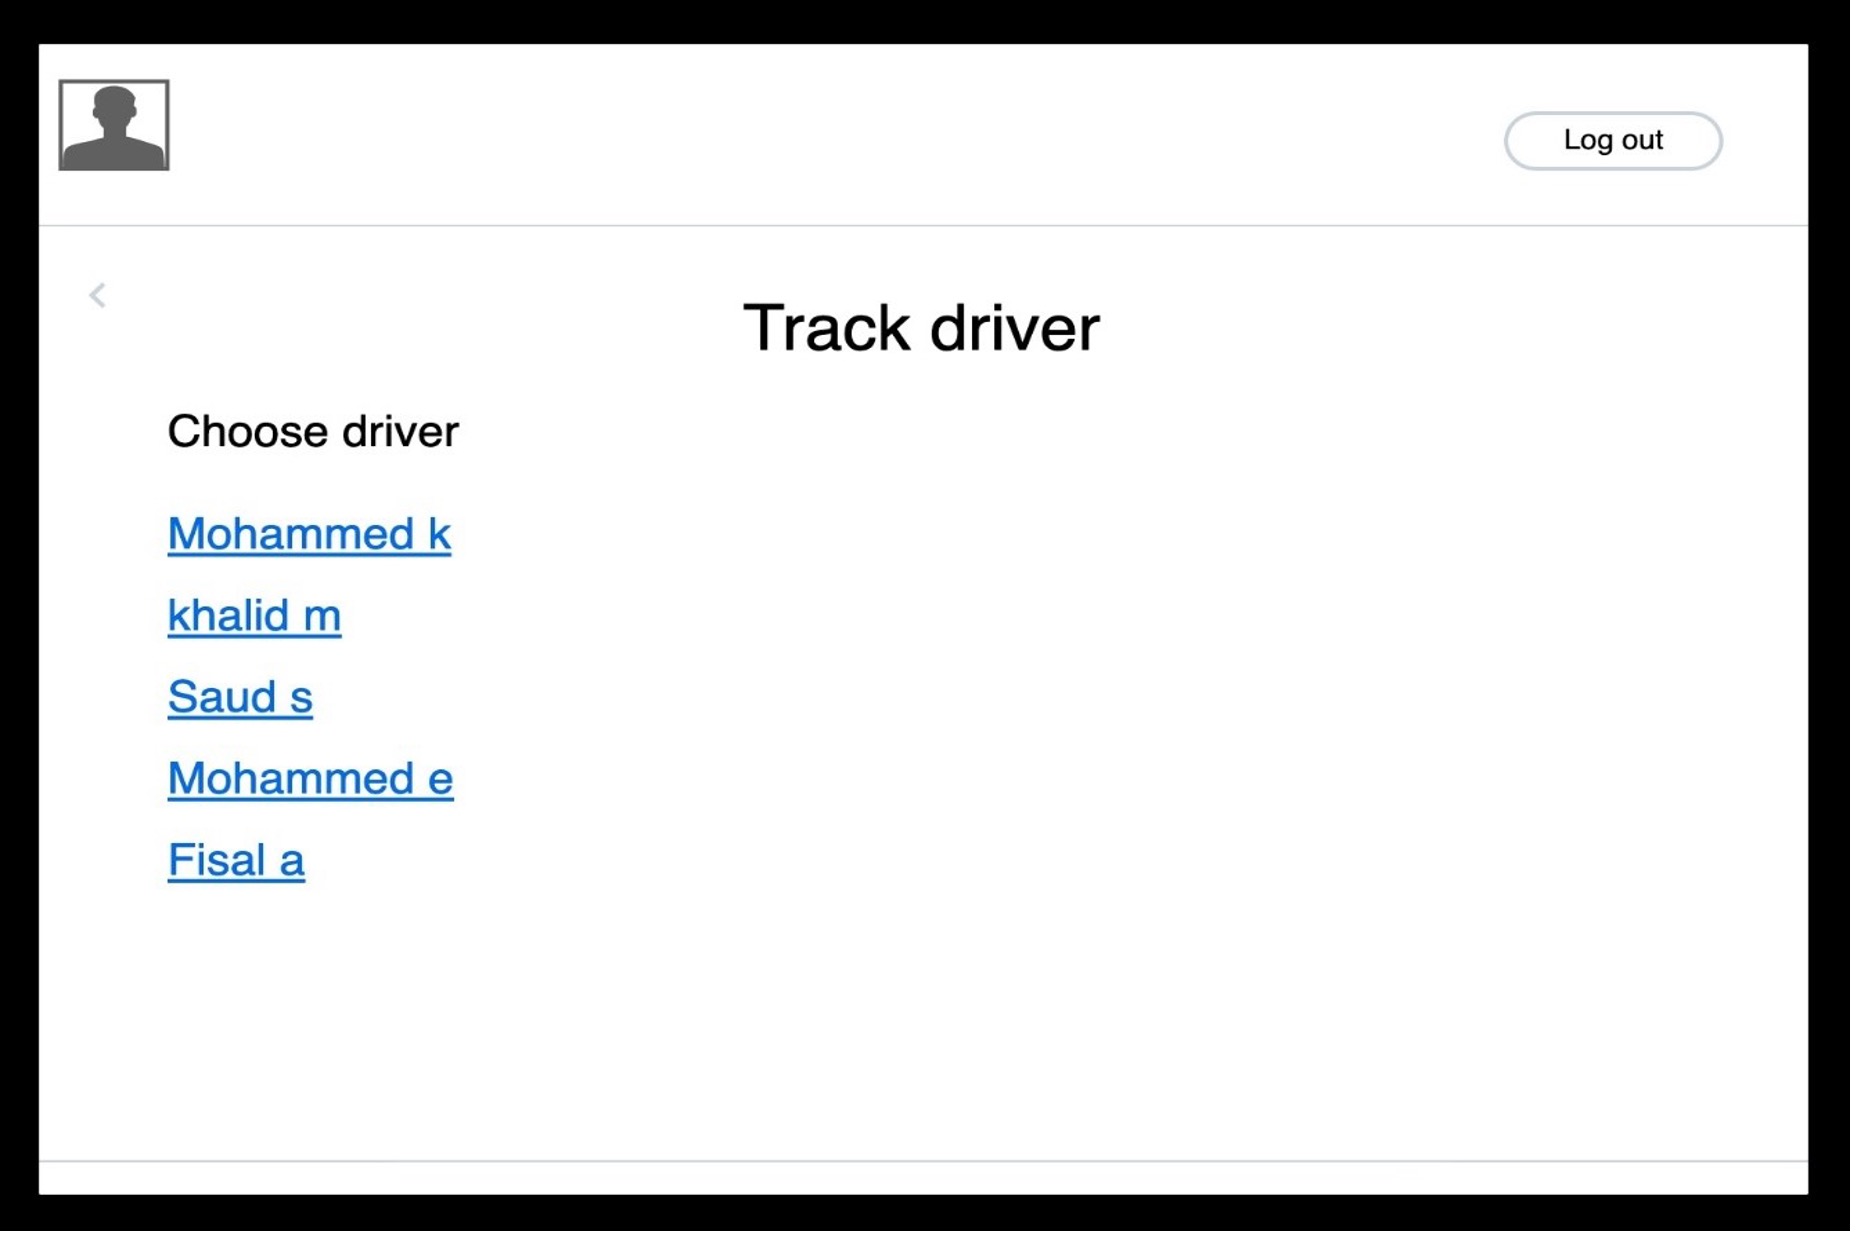 Log out
Track driver
Choose driver
Mohammed k
khalid m
Saud s
Mohammed e
Fisal a